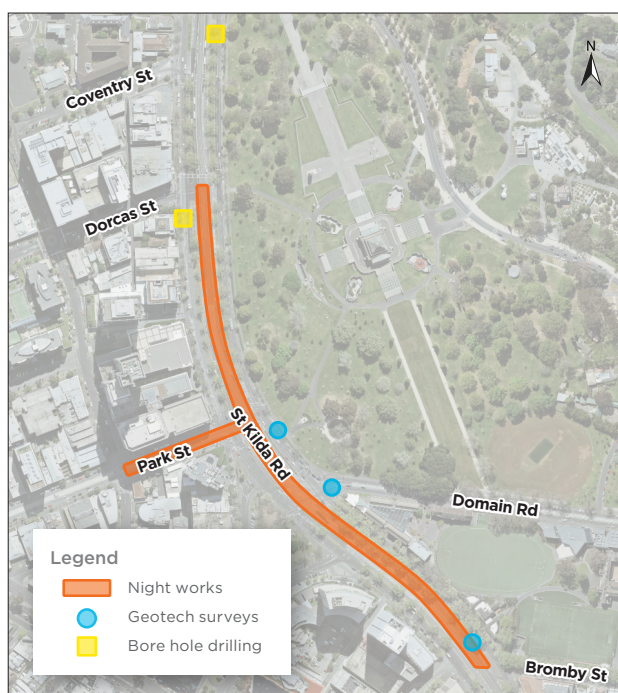 N
Coventry St
Dorcas St
St Kilda Rd
Park St
Domain Rd
Legend
Night works
Geotech surveys
Bore hole drilling
Bromby St